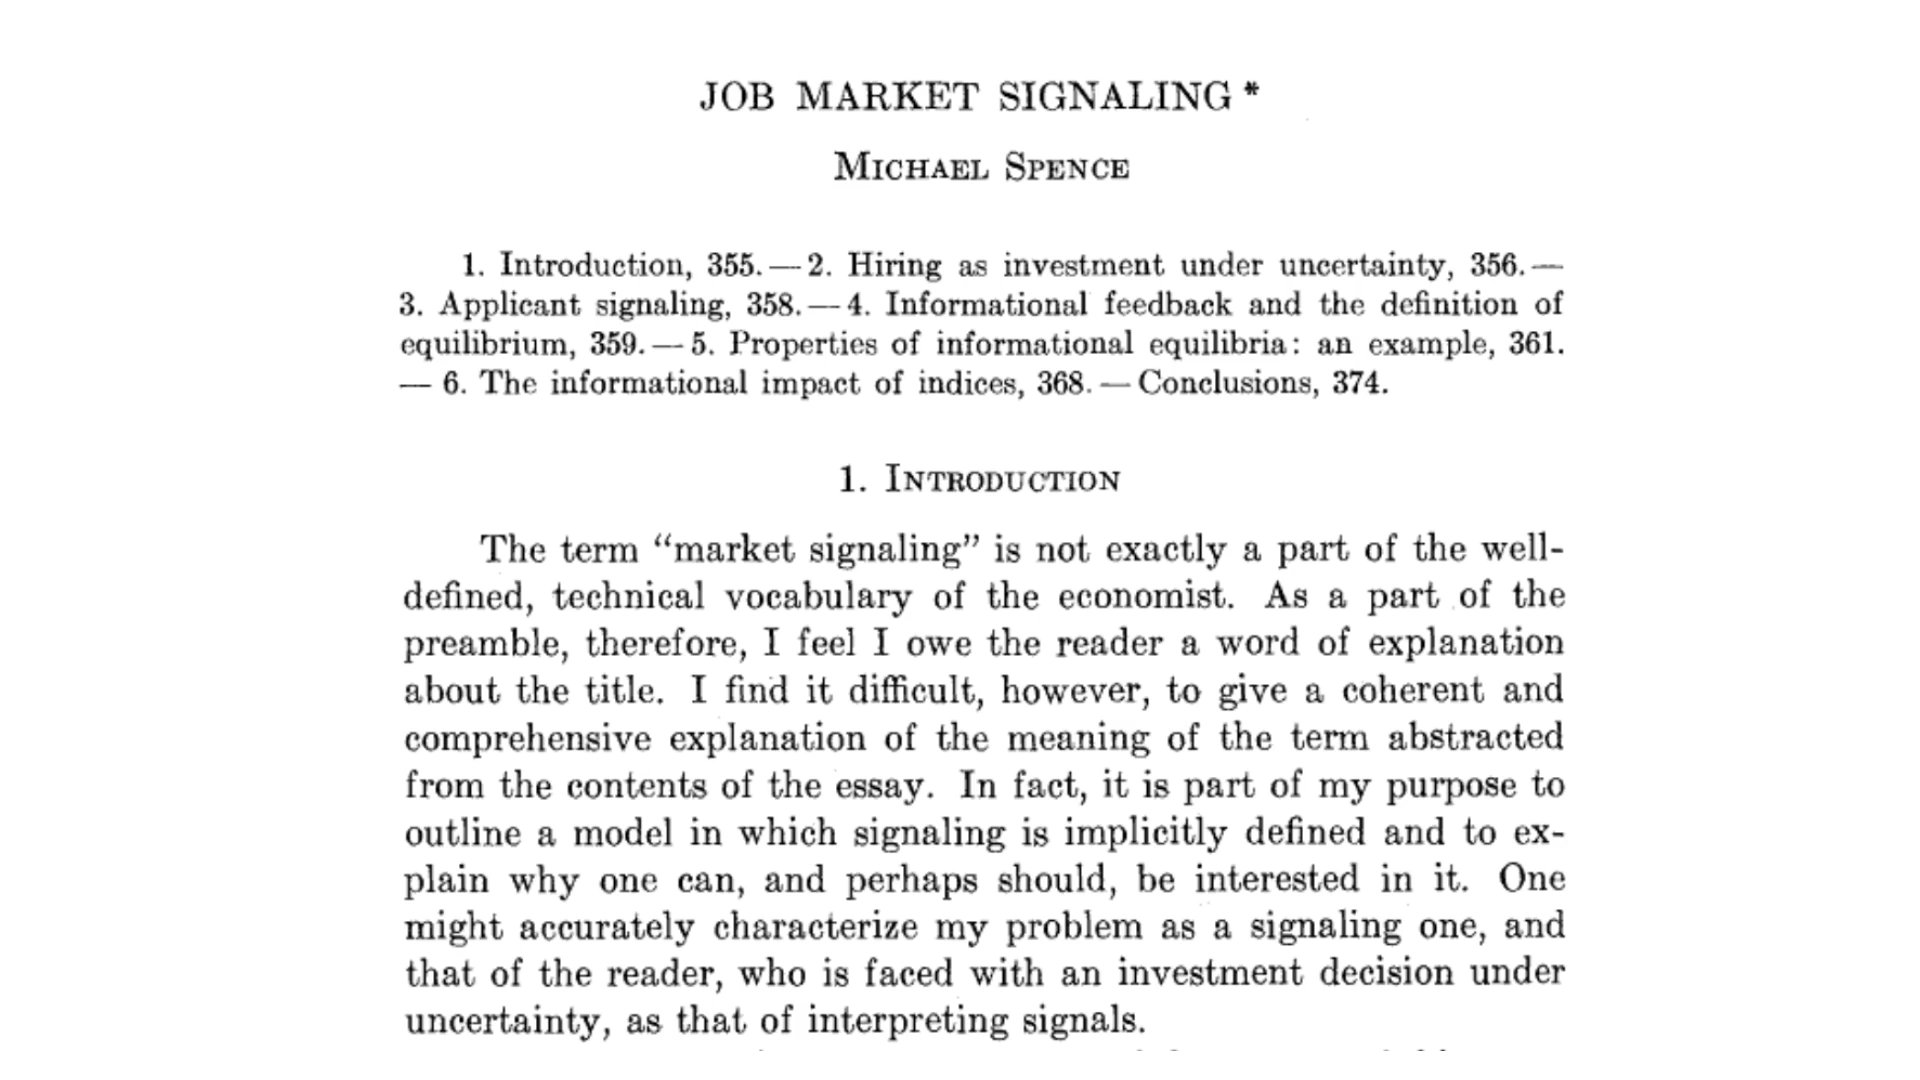 JOB MARKET SIGNALING *
MICHAEL SPENCE
1. Introduction, 355. — 2. Hiring as investment under uncertainty, 356. —
3. Applicant signaling, 358. — 4. Informational feedback and the definition of
equilibrium, 359. — 5. Properties of informational equilibria: an example, 361.
— 6. The informational impact of indices, 368. — Conclusions, 374.
1. INTRODUCTION
The term “market signaling” is not exactly a part of the well-
defined, technical vocabulary of the economist. As a part of the
preamble, therefore, I feel I owe the reader a word of explanation
about the title. I find it difficult, however, to give a coherent and
comprehensive explanation of the meaning of the term abstracted
from the contents of the essay. In fact, it is part of my purpose to
outline a model in which signaling is implicitly defined and to ex-
plain why one can, and perhaps should, be interested in it. One
might accurately characterize my problem as a signaling one, and
that of the reader, who is faced with an investment decision under
uncertainty, as that of interpreting signals.